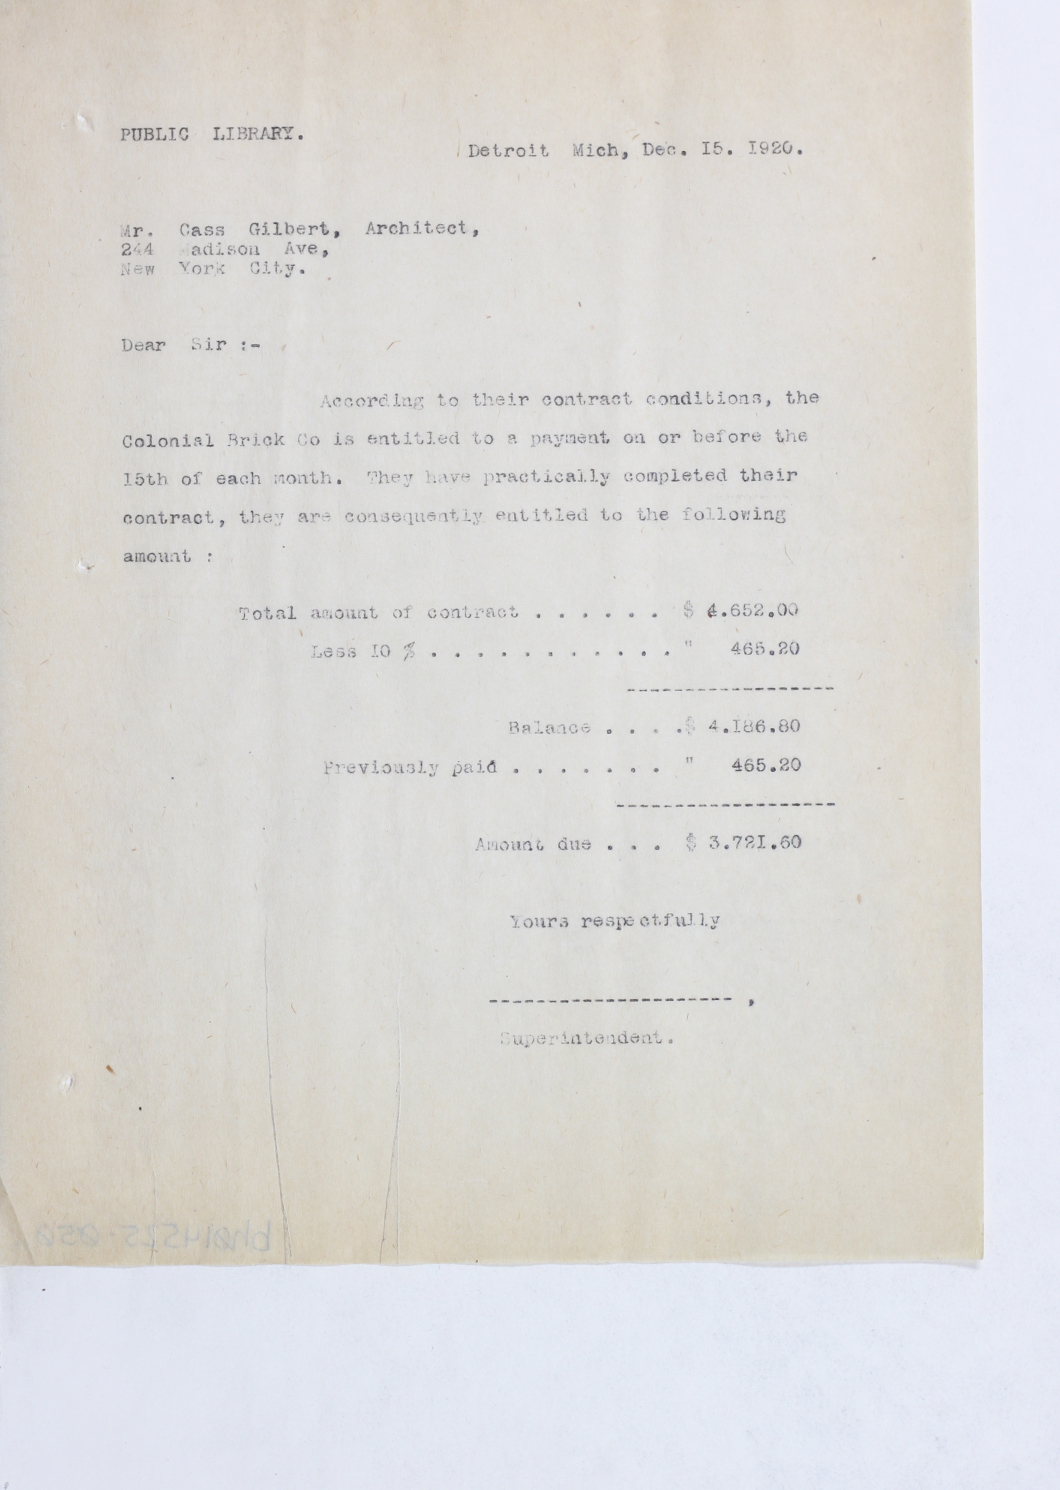 PUBLIC LIBRARY.
Detroit Mich, Dec. I5. I920.
Mr. Cass Gilbert, Architect,
244 Madison Ave,
New York City.
Dear Sir :-
According to their contract conditions, the
Colonial Brick Co is entitled to a payment on or before the
I5th of each month. They have practically completed their
contract, they are consequently entitled to the following
amount :
Total amount of contract . . . . . . $ 4.652.00
Less I0 % . . . . . . . . . . . " 465.20
------------------
Balance . . . .$ 4.I86.80
Previously paid . . . . . . . " 465.20
-------------------
Amount due . . . $ 3.72I.60
Yours respectfully
--------------------- ,
Superintendent.
bh014525 050